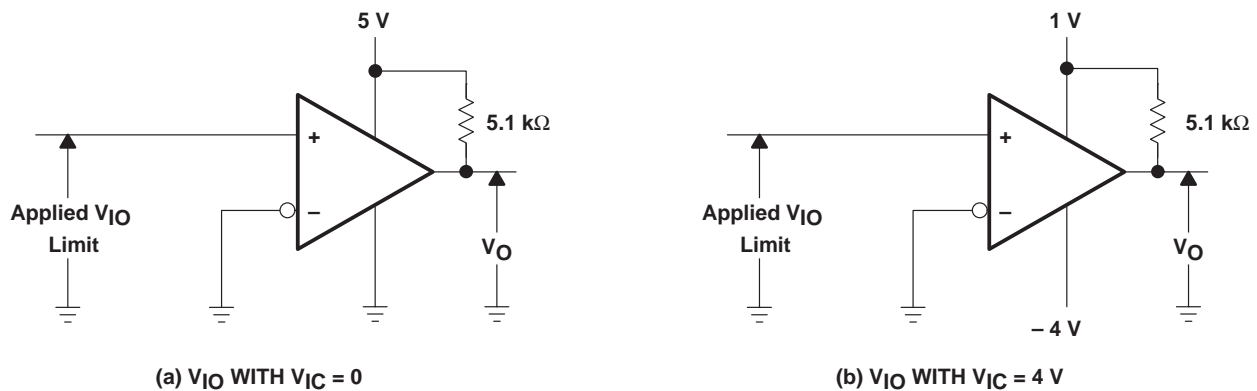 5 V
+
5.1 kΩ
Applied VIO
Limit
−
VO
(a) VIO WITH VIC = 0
1 V
+
5.1 kΩ
Applied VIO
Limit
−
VO
– 4 V
(b) VIO WITH VIC = 4 V